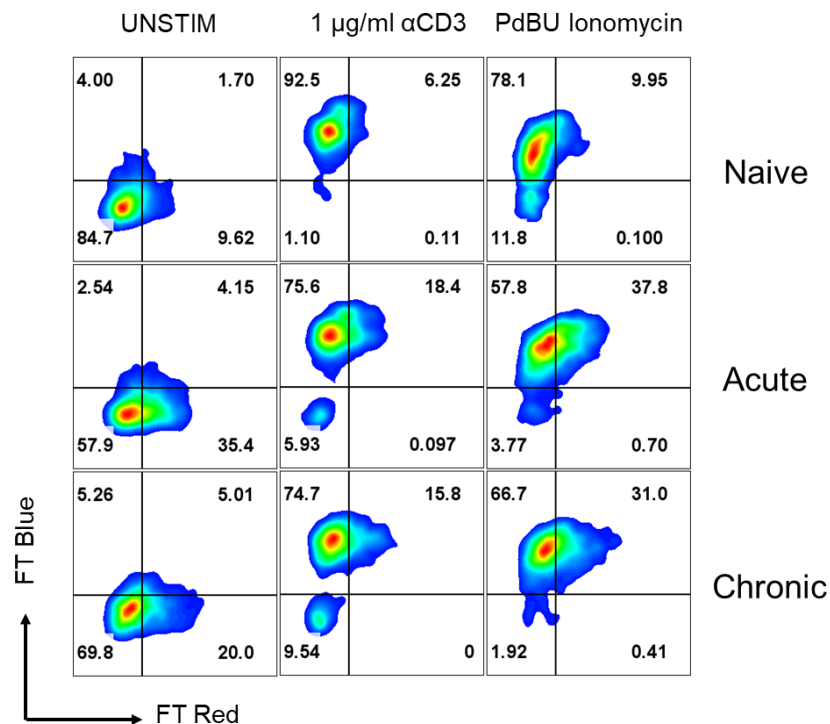 UNSTIM 1 µg/ml αCD3 PdBU Ionomycin
4.00 1.70 92.5 6.25 78.1 9.95
Naive
84.7 9.62 1.10 0.11 11.8 0.100
2.54 4.15 75.6 18.4 57.8 37.8
Acute
57.9 35.4 5.93 0.097 3.77 0.70
5.26 5.01 74.7 15.8 66.7 31.0
Chronic
69.8 20.0 9.54 0 1.92 0.41
FT Blue
FT Red